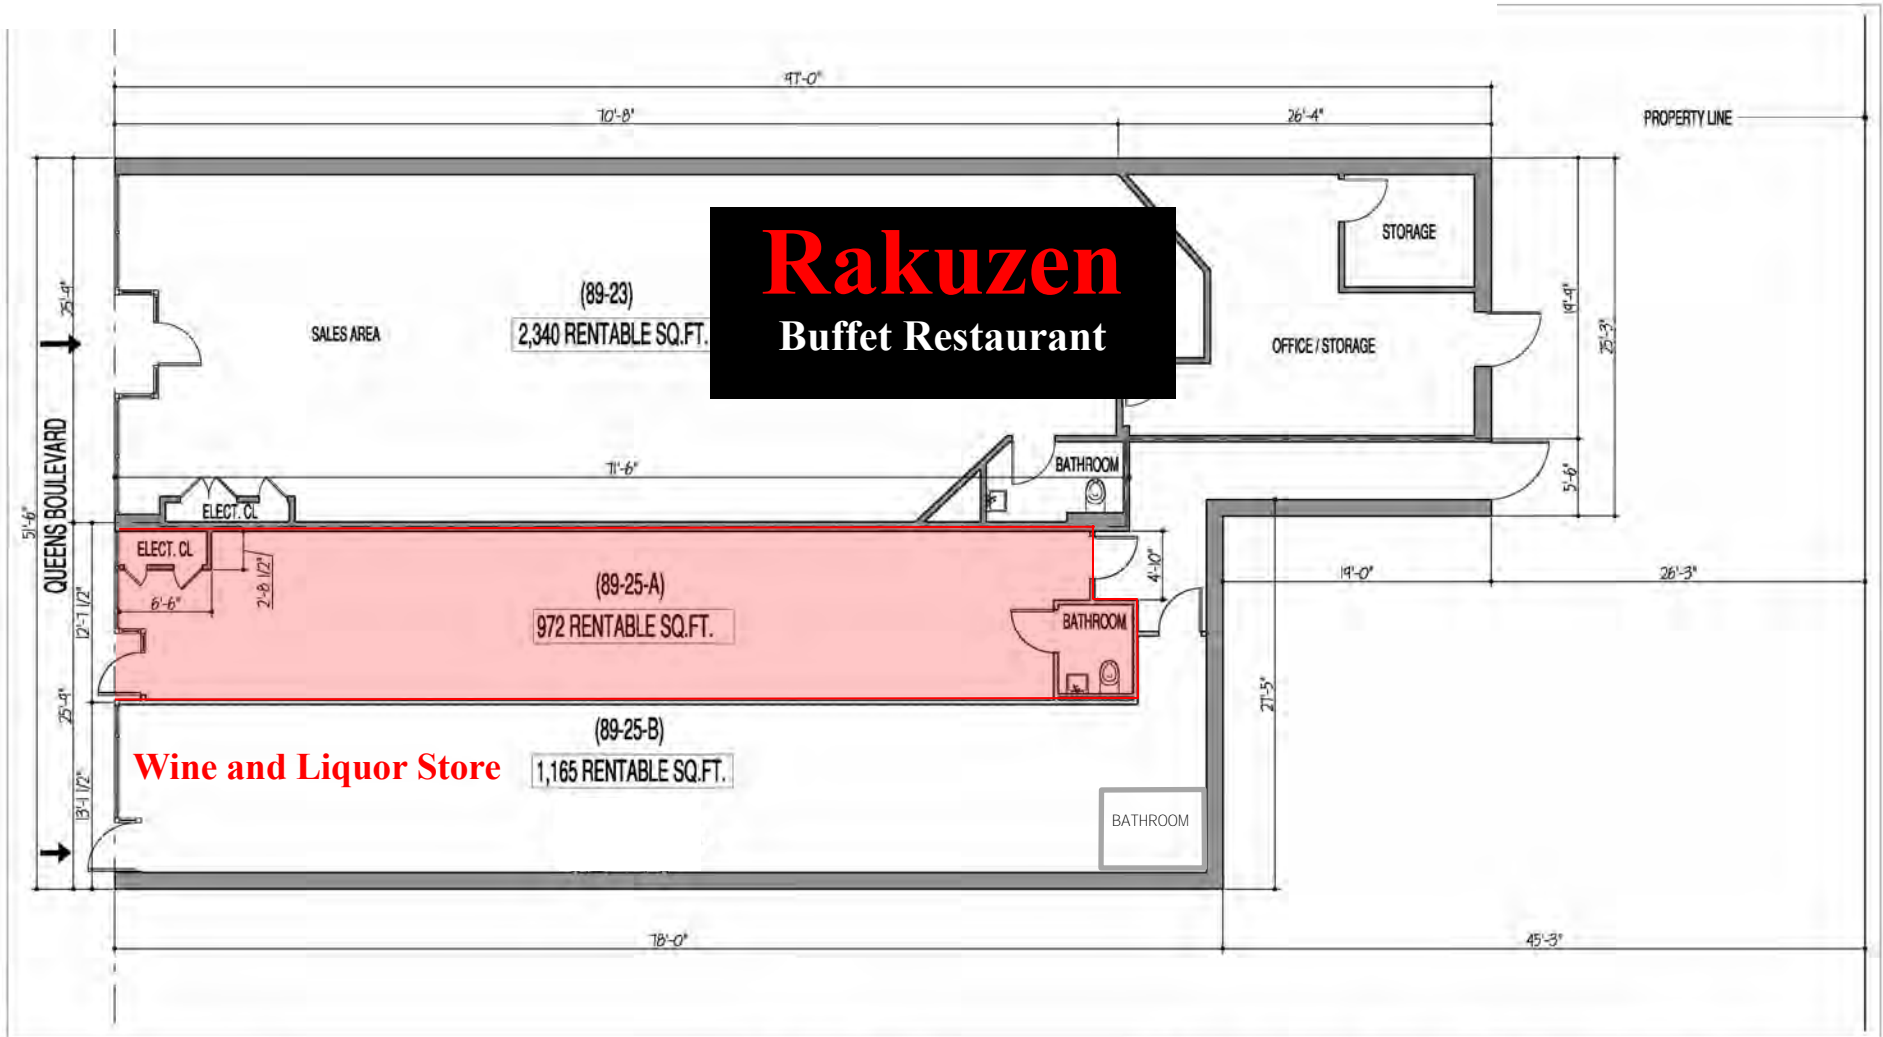 97'-0"
70'-8"
26'-4"
PROPERTY LINE
STORAGE
Rakuzen
Buffet Restaurant
(89-23)
2,340 RENTABLE SQ.FT.
SALES AREA
OFFICE / STORAGE
25'-9"
19'-9"
25'-3"
QUEENS BOULEVARD
51'-6"
71'-6"
BATHROOM
5'-6"
ELECT. CL
ELECT. CL
2'-8 1/2"
6'-6"
12'-7 1/2"
(89-25-A)
972 RENTABLE SQ.FT.
4'-10"
BATHROOM
19'-0"
26'-3"
25'-9"
27'-5"
(89-25-B)
Wine and Liquor Store
1,165 RENTABLE SQ.FT.
13'-1 1/2"
BATHROOM
78'-0"
45'-3"